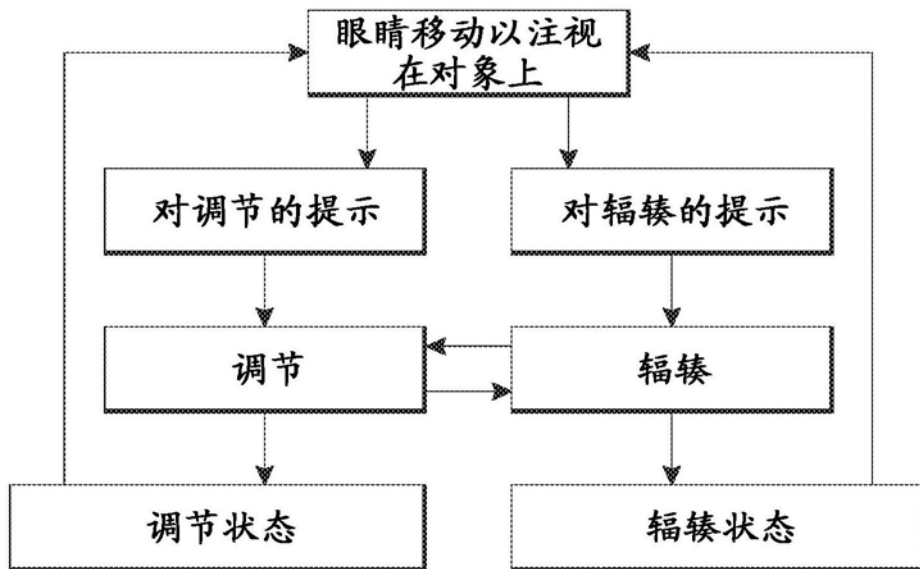 眼睛移动以注视
在对象上
对调节的提示
对辐辏的提示
调节
辐辏
调节状态
辐辏状态